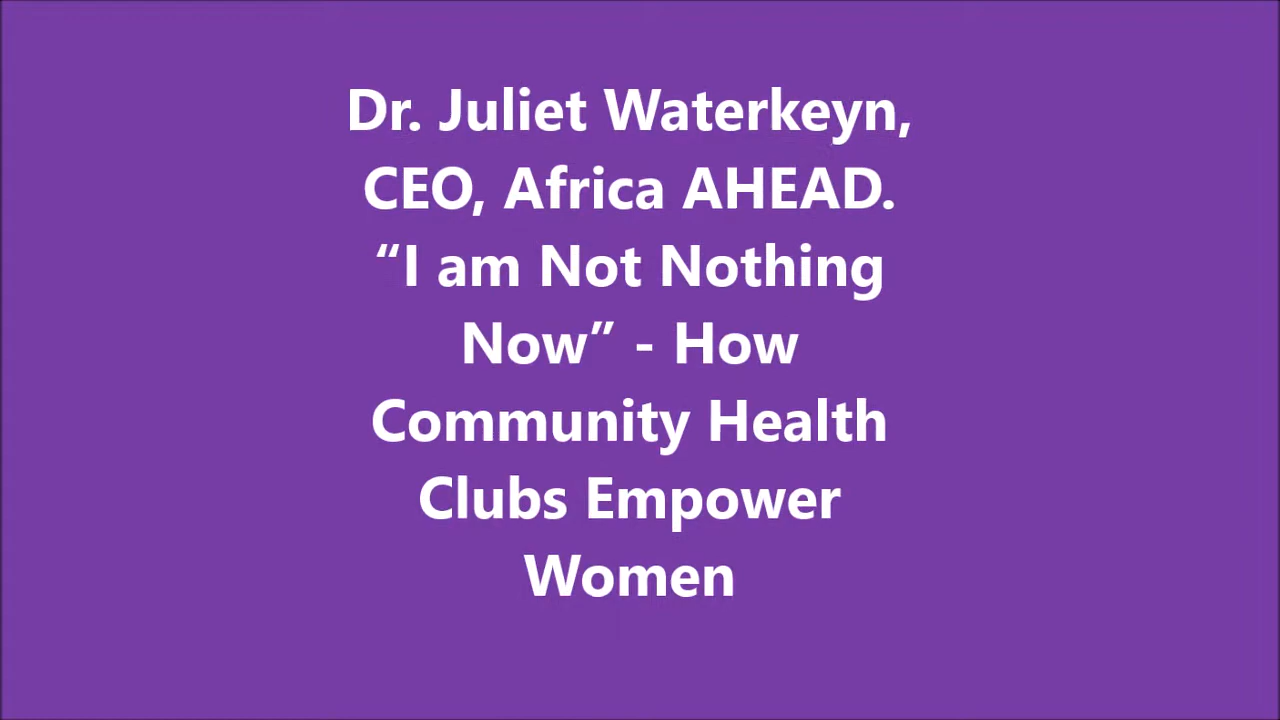 Dr. Juliet Waterkeyn,
CEO, Africa AHEAD.
“I am Not Nothing
Now” - How
Community Health
Clubs Empower
Women